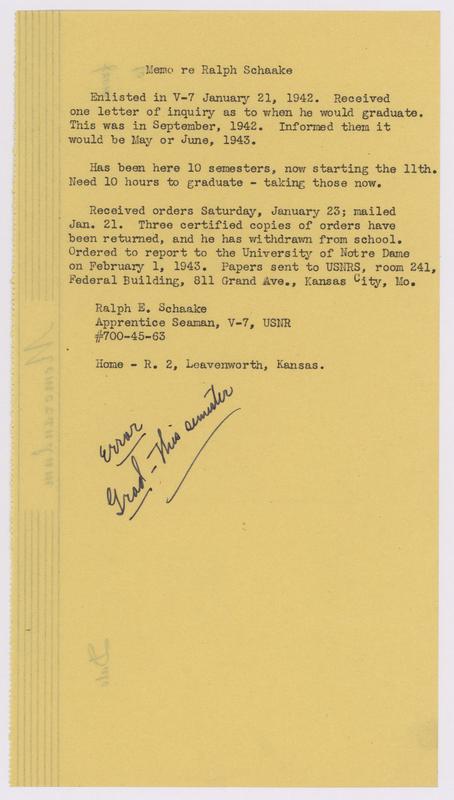 Memo re Ralph Schaake
Enlisted in V-7 January 21, 1942. Received
one letter of inquiry as to when he would graduate.
This was in September, 1942. Informed them it
would be May or June, 1943.
Has been here 10 semesters, now starting the 11th.
Need 10 hours to graduate - taking those now.
Received orders Saturday, January 23; mailed
Jan. 21. Three certified copies of orders have
been returned, and he has withdrawn from school.
Ordered to report to the University of Notre Dame
on February 1, 1943. Papers sent to USNRS, room 241,
Federal Building, 811 Grand Ave., Kansas City, Mo.
Ralph E. Schaake
Apprentice Seaman, V-7, USNR
#700-45-63
Home - R. 2, Leavenworth, Kansas.
Error
Grad - This semester
Memorandum
Date